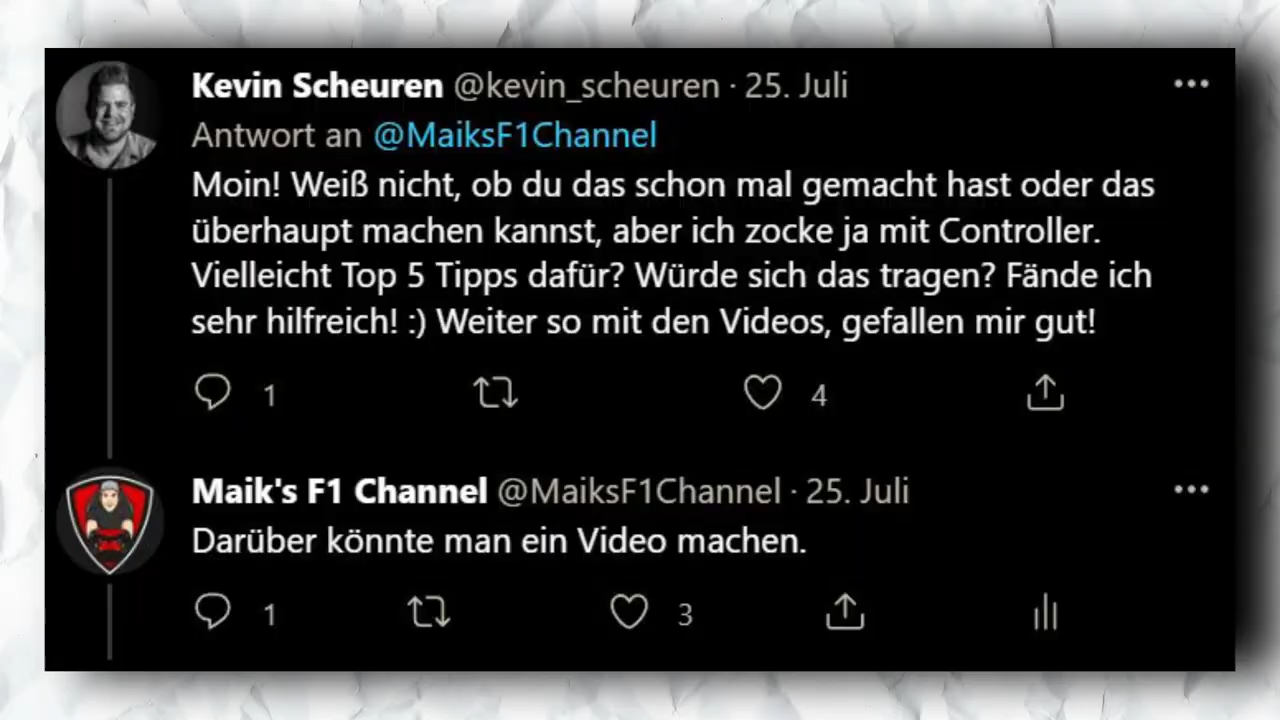 Kevin Scheuren @kevin_scheuren · 25. Juli
Antwort an @MaiksF1Channel
Moin! Weiß nicht, ob du das schon mal gemacht hast oder das
überhaupt machen kannst, aber ich zocke ja mit Controller.
Vielleicht Top 5 Tipps dafür? Würde sich das tragen? Fände ich
sehr hilfreich! :) Weiter so mit den Videos, gefallen mir gut!
1 4
Maik's F1 Channel @MaiksF1Channel · 25. Juli
Darüber könnte man ein Video machen.
1 3